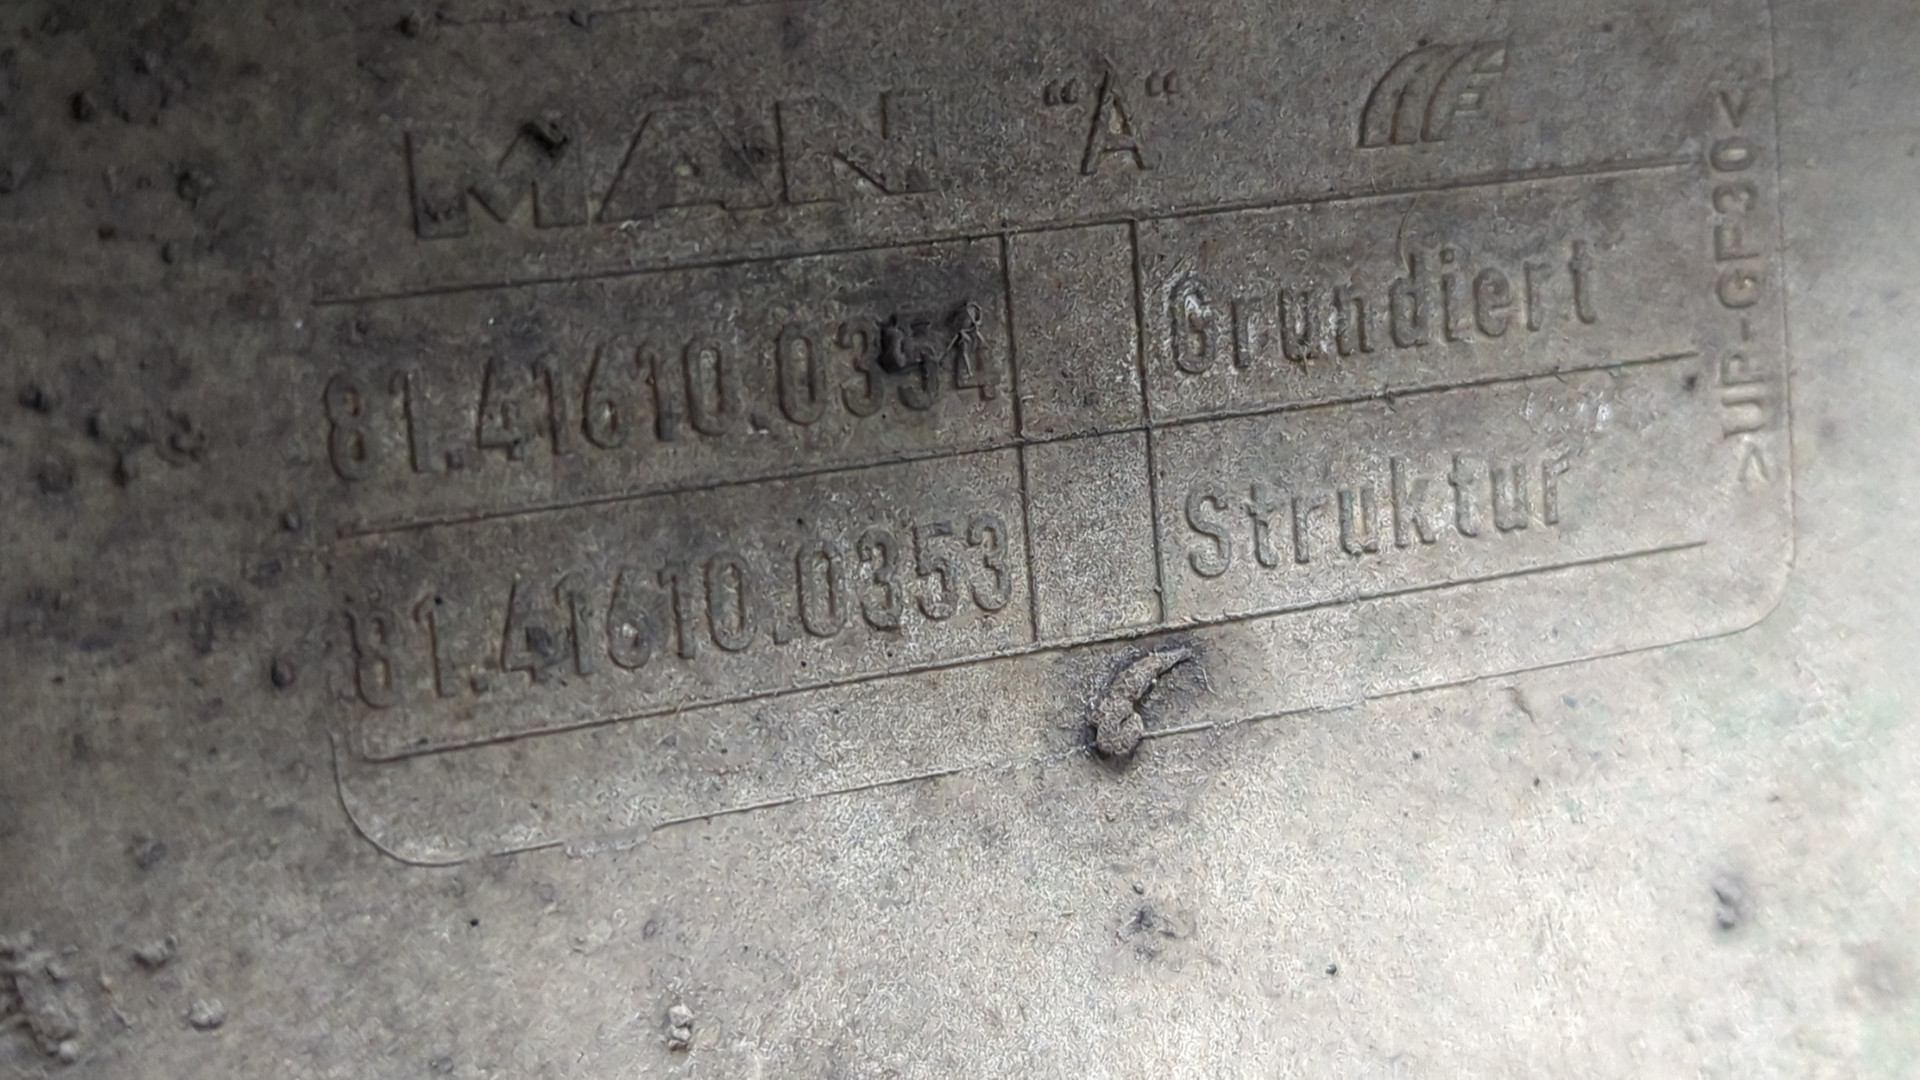 MAN "A"
81.41610.0354 Grundiert
81.41610.0353 Struktur
>UP-GF30<